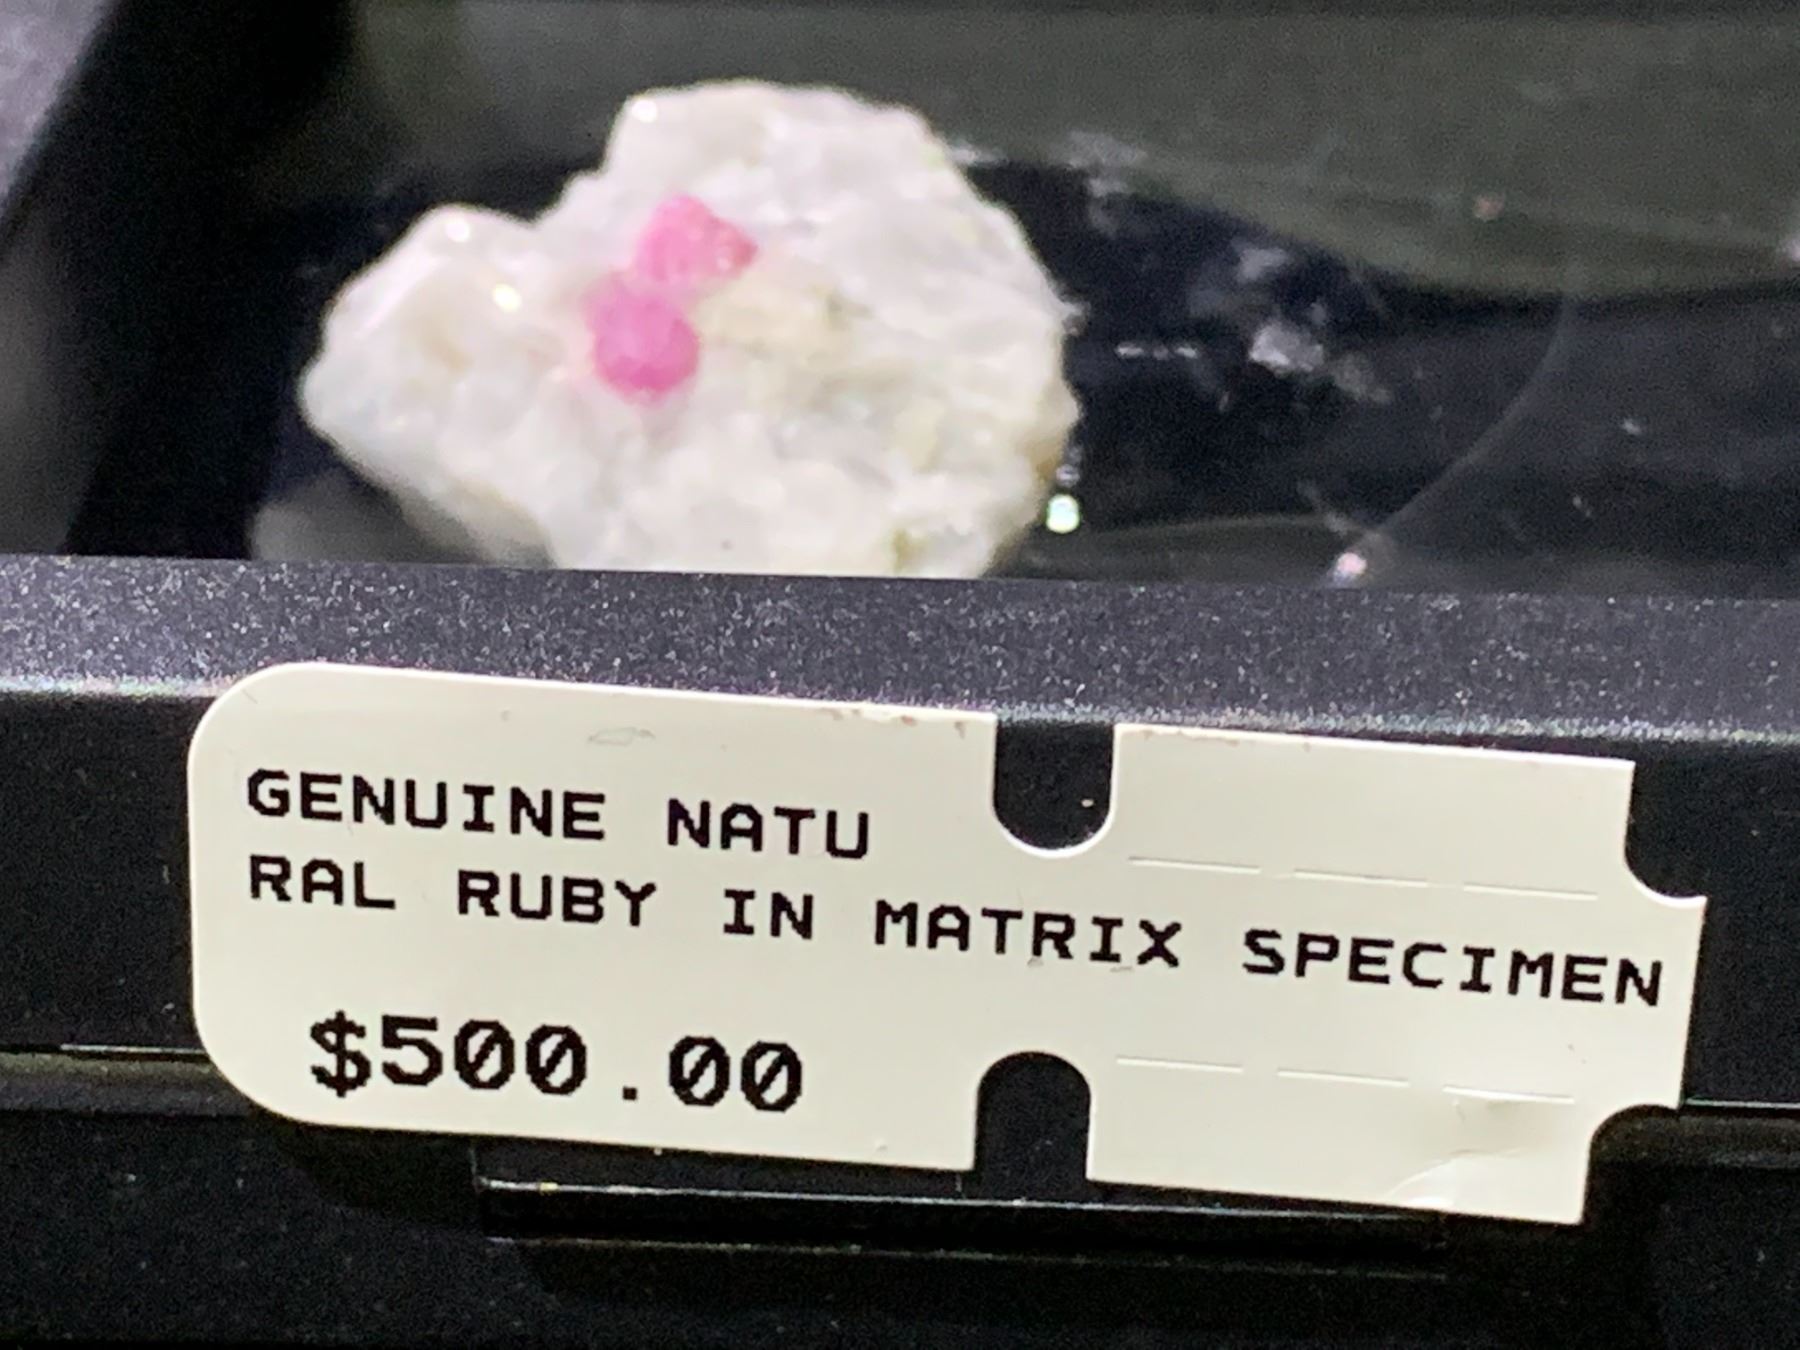 GENUINE NATU
RAL RUBY IN MATRIX SPECIMEN
$500.00